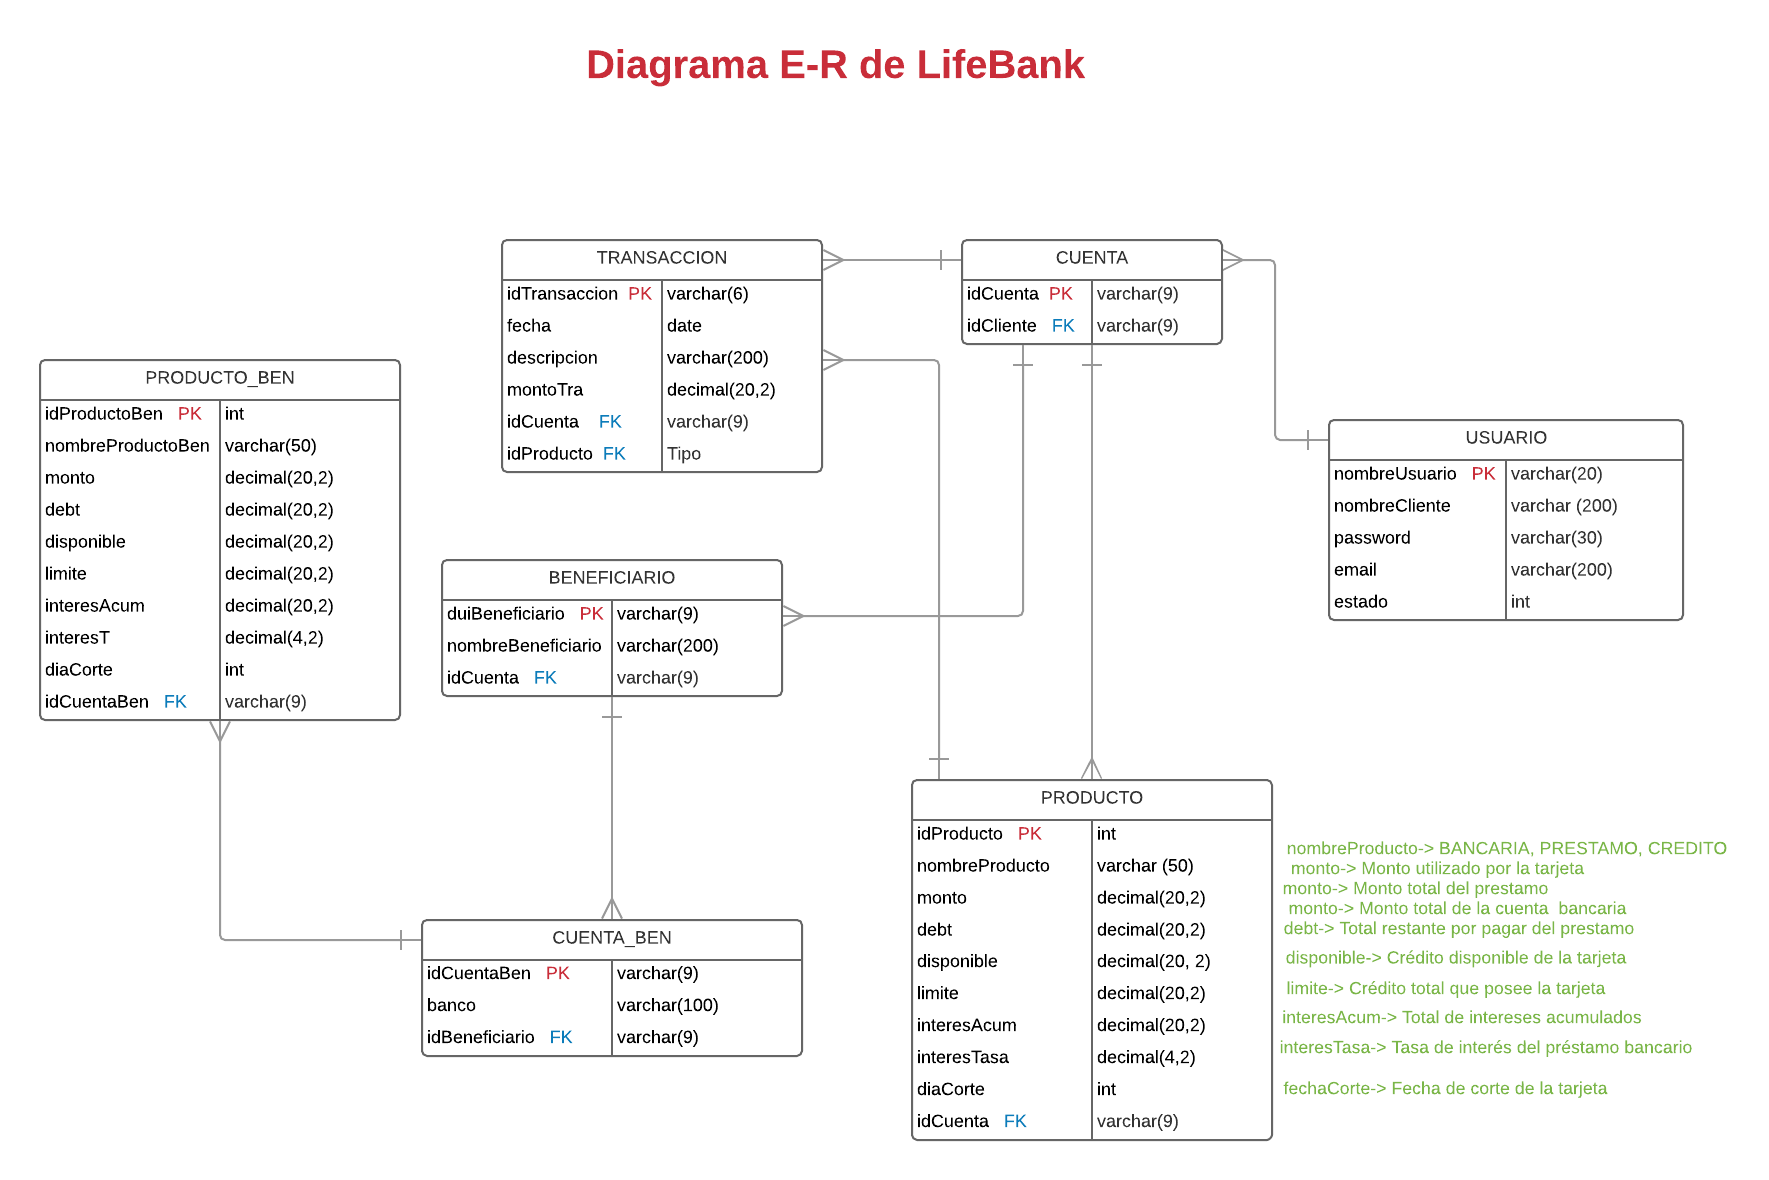 Diagrama E-R de LifeBank
TRANSACCION
idTransaccion PK varchar(6)
fecha date
descripcion varchar(200)
montoTra decimal(20,2)
idCuenta FK varchar(9)
idProducto FK Tipo
CUENTA
idCuenta PK varchar(9)
idCliente FK varchar(9)
PRODUCTO_BEN
idProductoBen PK int
nombreProductoBen varchar(50)
monto decimal(20,2)
debt decimal(20,2)
disponible decimal(20,2)
limite decimal(20,2)
interesAcum decimal(20,2)
interesT decimal(4,2)
diaCorte int
idCuentaBen FK varchar(9)
USUARIO
nombreUsuario PK varchar(20)
nombreCliente varchar (200)
password varchar(30)
email varchar(200)
estado int
BENEFICIARIO
duiBeneficiario PK varchar(9)
nombreBeneficiario varchar(200)
idCuenta FK varchar(9)
CUENTA_BEN
idCuentaBen PK varchar(9)
banco varchar(100)
idBeneficiario FK varchar(9)
PRODUCTO
idProducto PK int
nombreProducto varchar (50)
monto decimal(20,2)
debt decimal(20,2)
disponible decimal(20, 2)
limite decimal(20,2)
interesAcum decimal(20,2)
interesTasa decimal(4,2)
diaCorte int
idCuenta FK varchar(9)
nombreProducto-> BANCARIA, PRESTAMO, CREDITO
monto-> Monto utilizado por la tarjeta
monto-> Monto total del prestamo
monto-> Monto total de la cuenta bancaria
debt-> Total restante por pagar del prestamo
disponible-> Crédito disponible de la tarjeta
limite-> Crédito total que posee la tarjeta
interesAcum-> Total de intereses acumulados
interesTasa-> Tasa de interés del préstamo bancario
fechaCorte-> Fecha de corte de la tarjeta